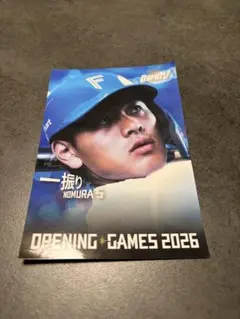 F
一振り
NOMURA 5
OPENING GAMES 2026